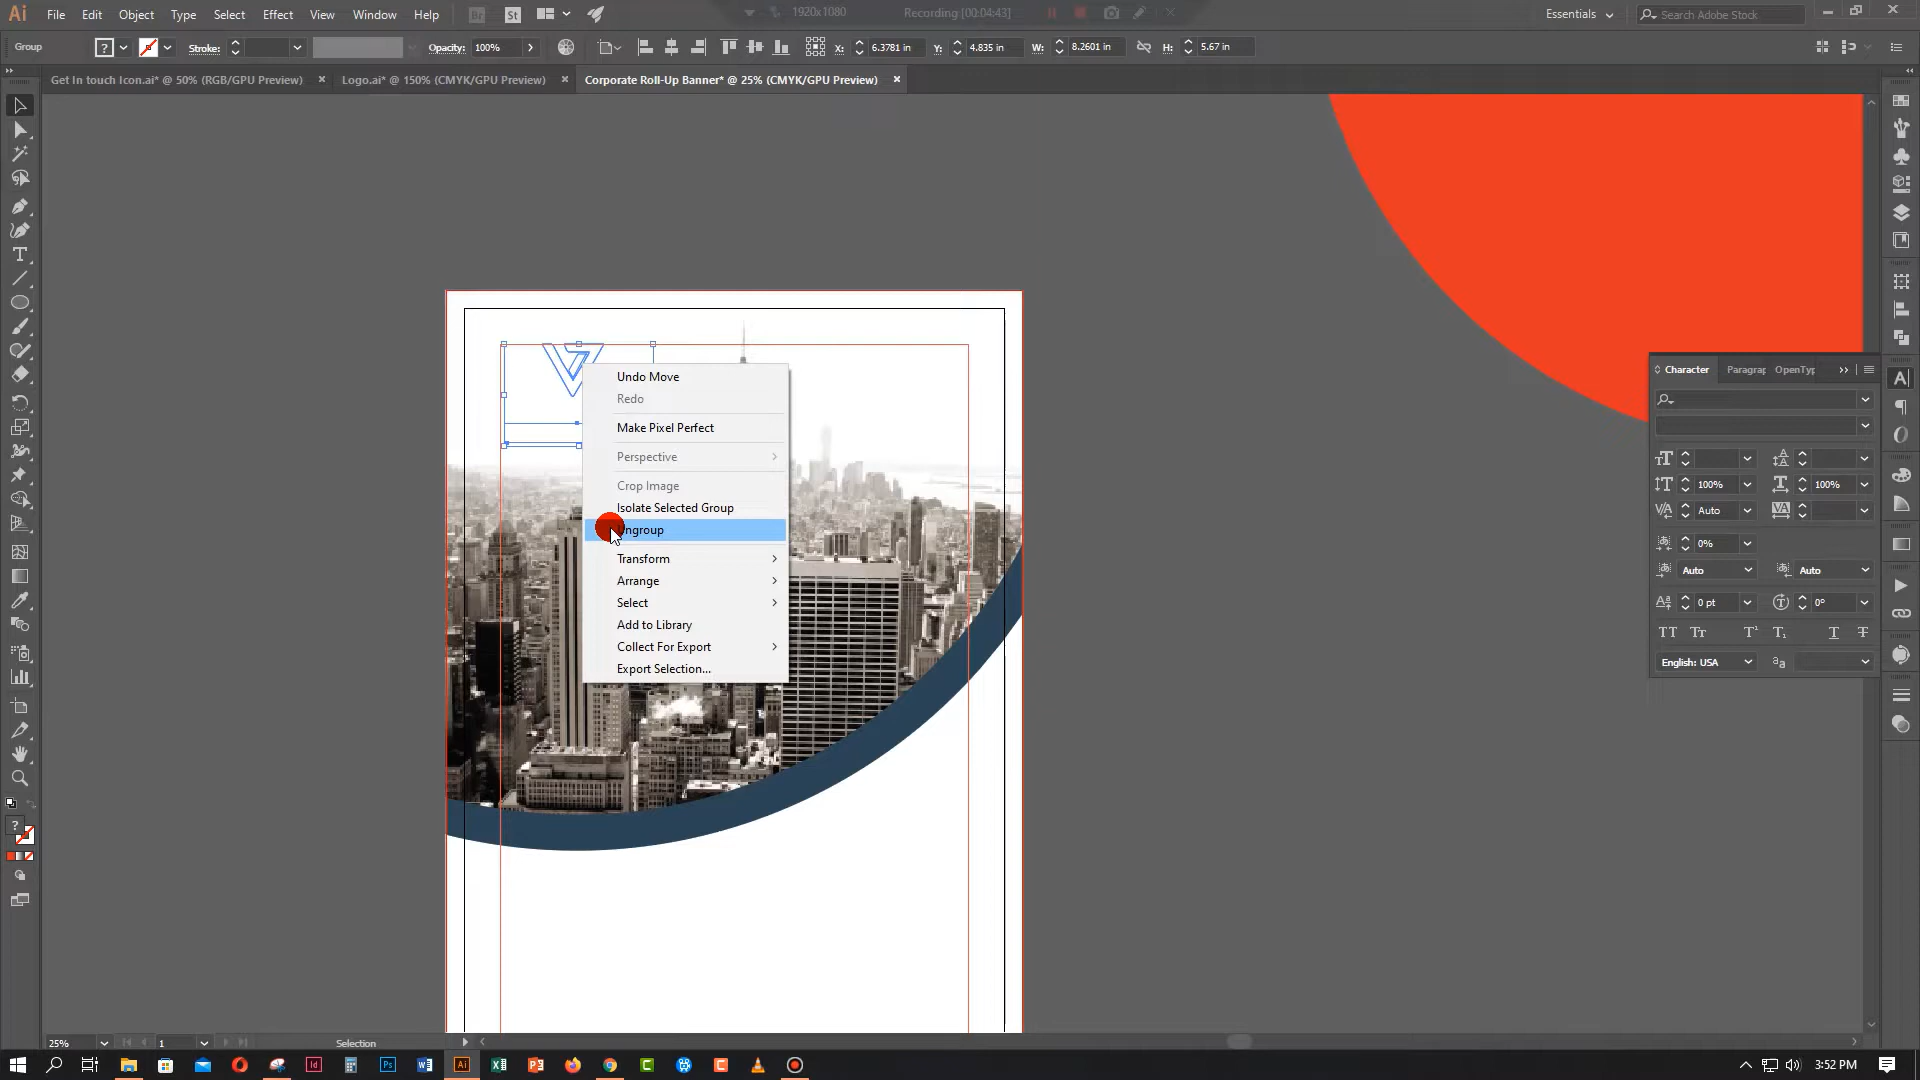 Ai File Edit Object Type Select Effect View Window Help Br St 1920x1080 Recording [00:04:43] Essentials Search Adobe Stock
Group ? Stroke: Opacity: 100% X: 6.3781 in Y: 4.835 in W: 8.2601 in H: 5.67 in
Get In touch Icon.ai* @ 50% (RGB/GPU Preview) Logo.ai* @ 150% (CMYK/GPU Preview) Corporate Roll-Up Banner* @ 25% (CMYK/GPU Preview)
Undo Move
Redo
Make Pixel Perfect
Perspective
Crop Image
Isolate Selected Group
ngroup
Transform
Arrange
Select
Add to Library
Collect For Export
Export Selection...
Character Paragrap OpenTyp
100% 100%
Auto
0%
Auto Auto
0 pt 0°
English: USA
25% 1 Selection
3:52 PM